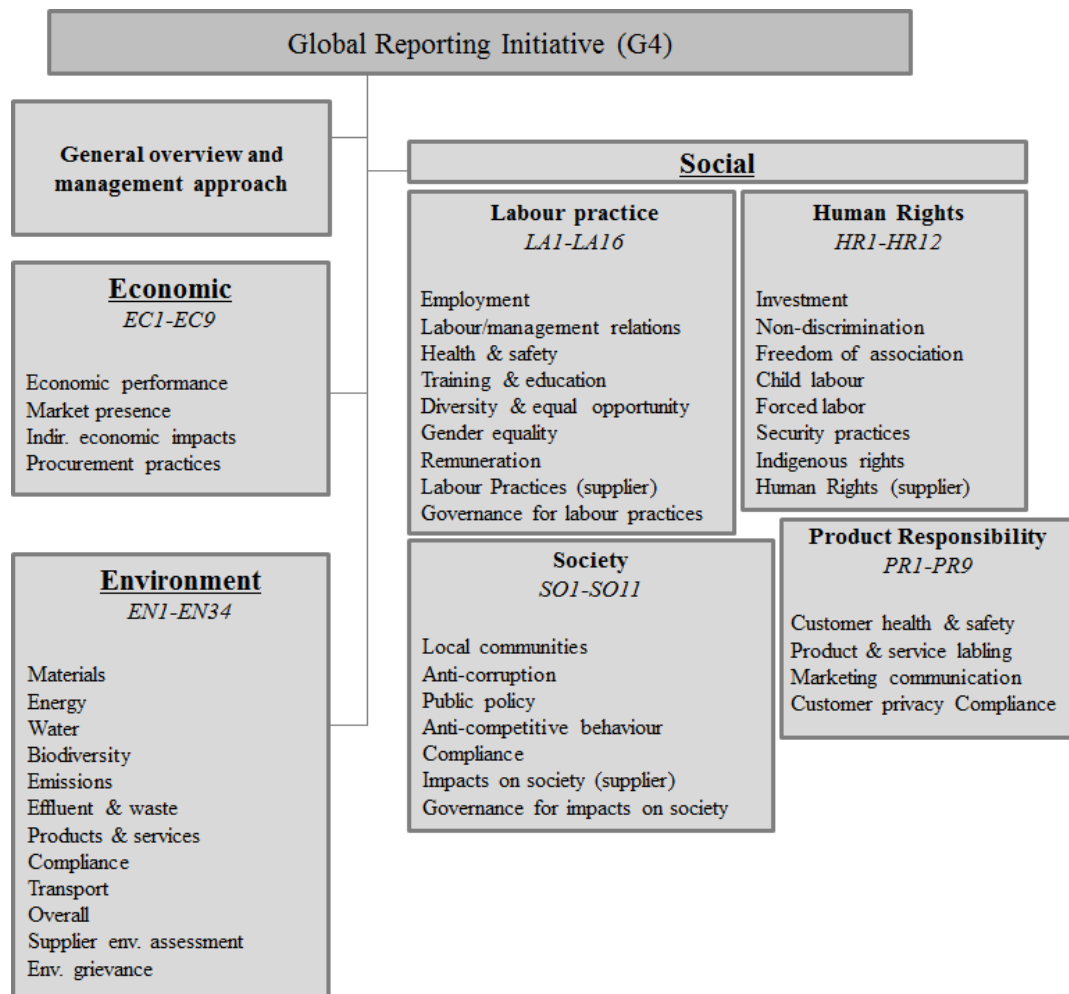 Global Reporting Initiative (G4)
General overview and
management approach
Economic
EC1-EC9
Economic performance
Market presence
Indir. economic impacts
Procurement practices
Environment
EN1-EN34
Materials
Energy
Water
Biodiversity
Emissions
Effluent & waste
Products & services
Compliance
Transport
Overall
Supplier env. assessment
Env. grievance
Social
Labour practice
LA1-LA16
Employment
Labour/management relations
Health & safety
Training & education
Diversity & equal opportunity
Gender equality
Remuneration
Labour Practices (supplier)
Governance for labour practices
Human Rights
HR1-HR12
Investment
Non-discrimination
Freedom of association
Child labour
Forced labor
Security practices
Indigenous rights
Human Rights (supplier)
Society
SO1-SO11
Local communities
Anti-corruption
Public policy
Anti-competitive behaviour
Compliance
Impacts on society (supplier)
Governance for impacts on society
Product Responsibility
PR1-PR9
Customer health & safety
Product & service labling
Marketing communication
Customer privacy Compliance